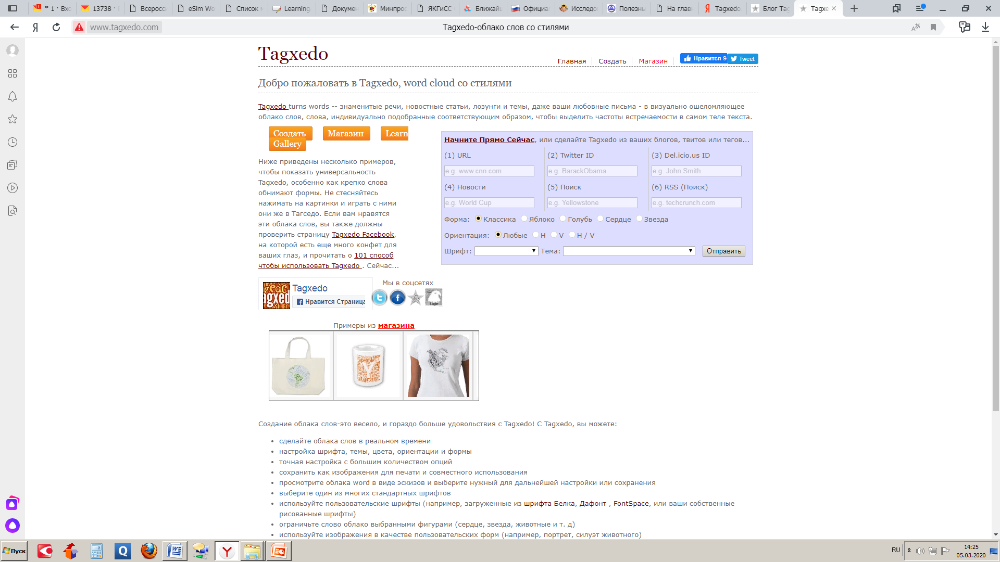 * 1 · Вхо
13738 ·
Всеросс
eSim Wo
Список
Learning
Докумен
Минпрос
ЯКГиСС
Ближай
Официа
Исследо
Полезнь
На глав
Tagxedo
Блог Tag
Tagxe
www.tagxedo.com
Tagxedo-облако слов со стилями
Tagxedo
Главная
Создать
Магазин
Нравится 9
Tweet
Добро пожаловать в Tagxedo, word cloud со стилями
Tagxedo turns words -- знаменитые речи, новостные статьи, лозунги и темы, даже ваши любовные письма - в визуально ошеломляющее
облако слов, слова, индивидуально подобранные соответствующим образом, чтобы выделить частоты встречаемости в самом теле текста.
Создать
Магазин
Learn
Gallery
Ниже приведены несколько примеров,
чтобы показать универсальность
Tagxedo, особенно как крепко слова
обнимают формы. Не стесняйтесь
нажимать на картинки и играть с ними
они же в Тагседо. Если вам нравятся
эти облака слов, вы также должны
проверить страницу Tagxedo Facebook,
на которой есть еще много конфет для
ваших глаз, и прочитать о 101 способ
чтобы использовать Tagxedo . Сейчас...
Начните Прямо Сейчас, или сделайте Tagxedo из ваших блогов, твитов или тегов...
(1) URL
(2) Twitter ID
(3) Del.icio.us ID
e.g. www.cnn.com
e.g. BarackObama
e.g. John.Smith
(4) Новости
(5) Поиск
(6) RSS (Поиск)
e.g. World Cup
e.g. Yellowstone
e.g. techcrunch.com
Форма: Классика Яблоко Голубь Сердце Звезда
Ориентация: Любые H V H / V
Шрифт: Тема: Отправить
Tagxedo
Нравится Страница
Мы в соцсетях
Примеры из магазина
people
startup
Создание облака слов-это весело, и гораздо больше удовольствия с Tagxedo! С Tagxedo, вы можете:
сделайте облака слов в реальном времени
настройка шрифта, темы, цвета, ориентации и формы
точная настройка с большим количеством опций
сохранить как изображения для печати и совместного использования
просмотрите облака word в виде эскизов и выберите нужный для дальнейшей настройки или сохранения
выберите один из многих стандартных шрифтов
используйте пользовательские шрифты (например, загруженные из шрифта Белка, Дафонт , FontSpace, или ваши собственные
рисованные шрифты)
ограничьте слово облако выбранными фигурами (сердце, звезда, животные и т. д)
используйте изображения в качестве пользовательских форм (например, портрет, силуэт животного)
Пуск
RU
14:25
05.03.2020